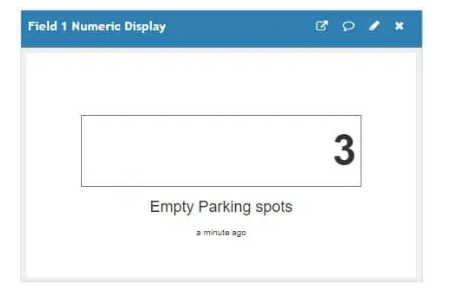 Field 1 Numeric Display
3
Empty Parking spots
a minute ago